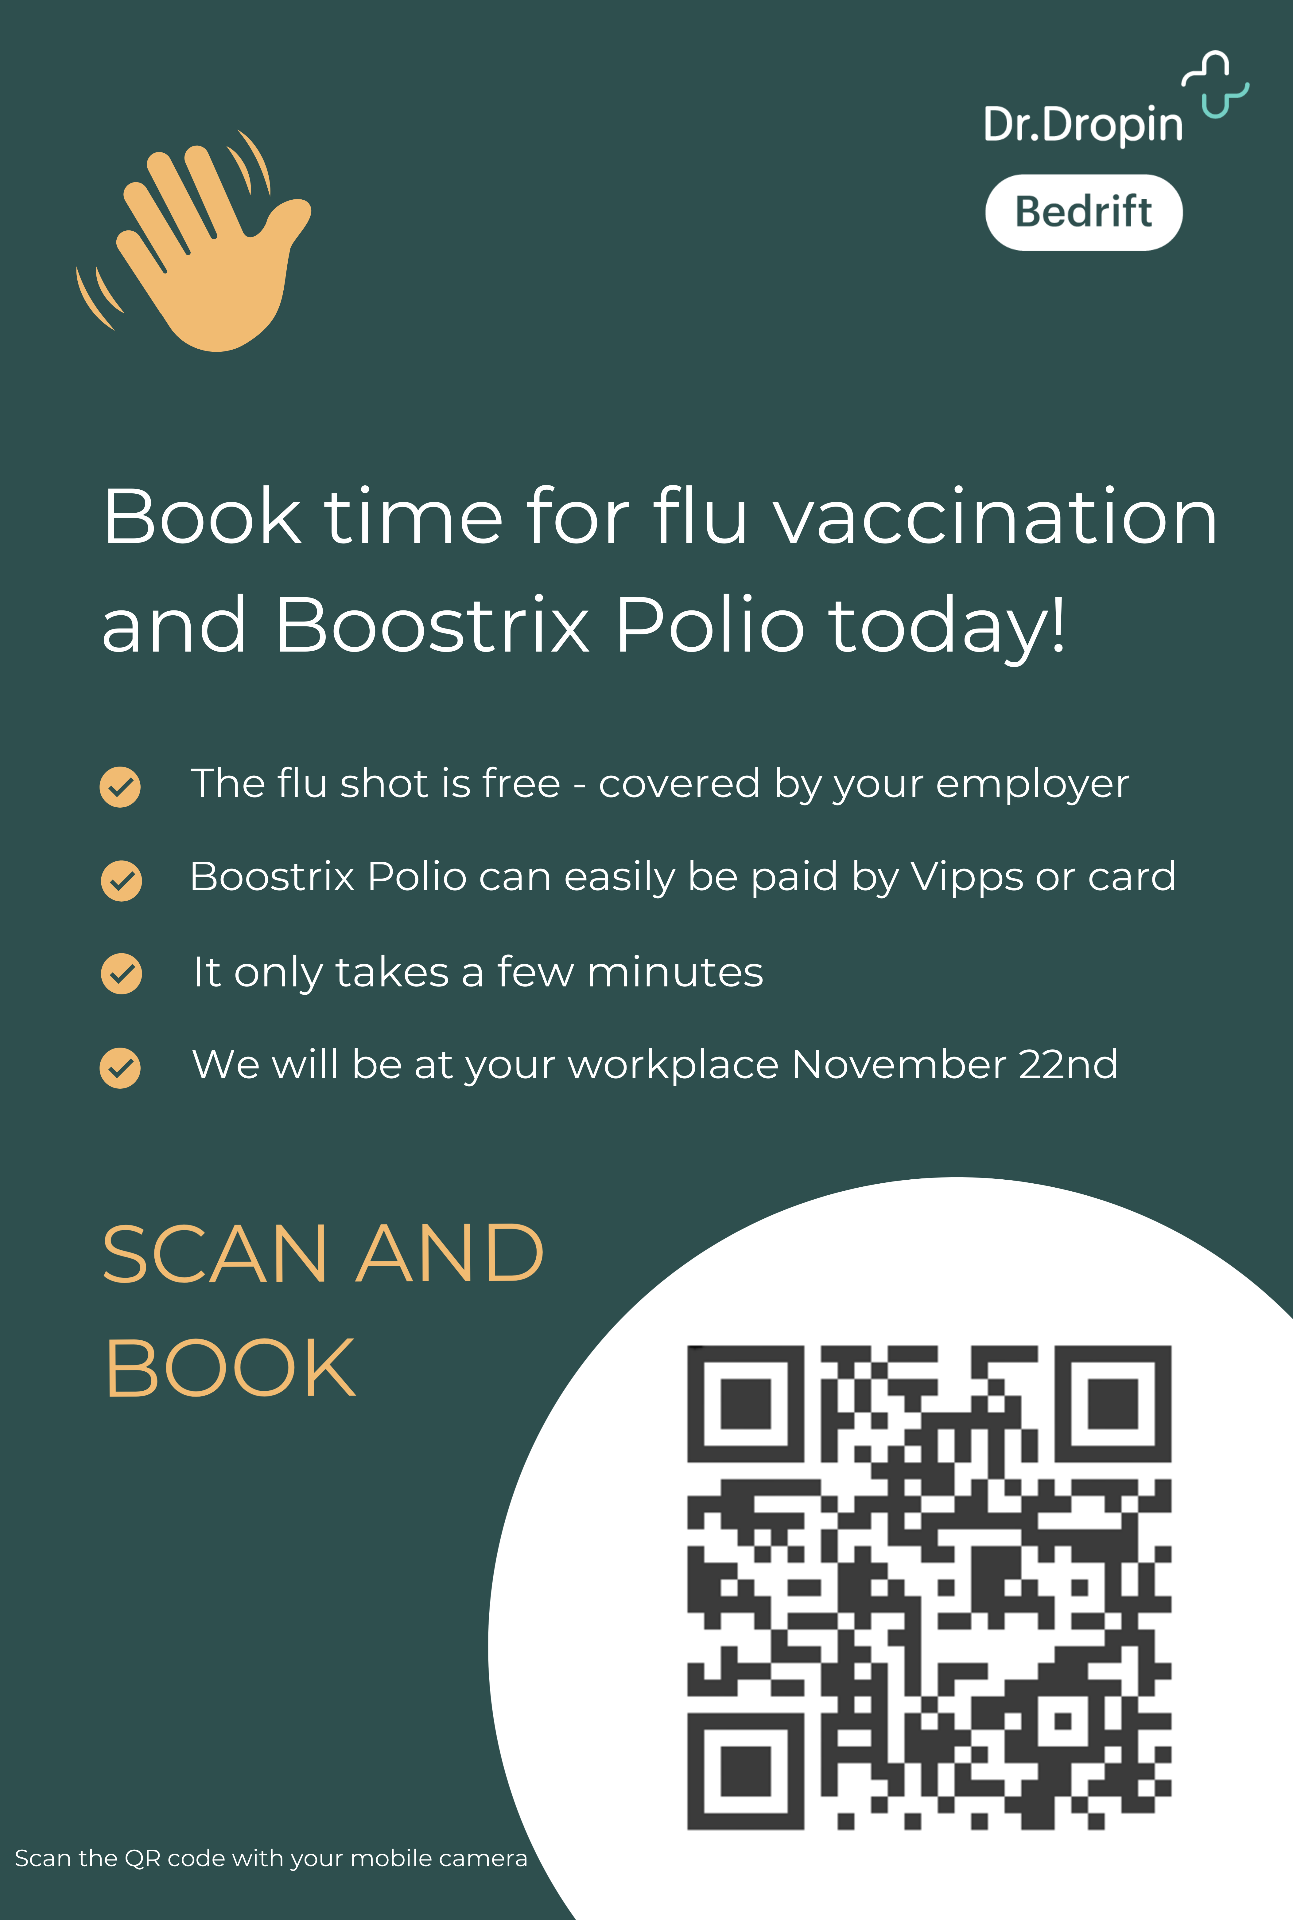 Dr.Dropin
Bedrift
Book time for flu vaccination
and Boostrix Polio today!
The flu shot is free - covered by your employer
Boostrix Polio can easily be paid by Vipps or card
It only takes a few minutes
We will be at your workplace November 22nd
SCAN AND
BOOK
Scan the QR code with your mobile camera